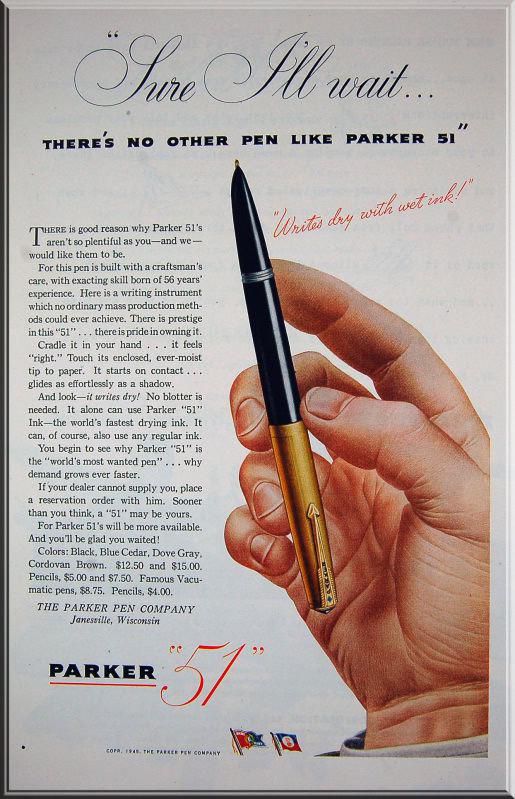 "Sure I'll wait...
THERE'S NO OTHER PEN LIKE PARKER 51"
"Writes dry with wet ink!"
THERE is good reason why Parker 51's
aren't so plentiful as you—and we—
would like them to be.
For this pen is built with a craftsman's
care, with exacting skill born of 56 years'
experience. Here is a writing instrument
which no ordinary mass production meth-
ods could ever achieve. There is prestige
in this "51" . . . there is pride in owning it.
Cradle it in your hand . . . it feels
"right." Touch its enclosed, ever-moist
tip to paper. It starts on contact . . .
glides as effortlessly as a shadow.
And look—it writes dry! No blotter is
needed. It alone can use Parker "51"
Ink—the world's fastest drying ink. It
can, of course, also use any regular ink.
You begin to see why Parker "51" is
the "world's most wanted pen" . . . why
demand grows ever faster.
If your dealer cannot supply you, place
a reservation order with him. Sooner
than you think, a "51" may be yours.
For Parker 51's will be more available.
And you'll be glad you waited!
Colors: Black, Blue Cedar, Dove Gray,
Cordovan Brown. $12.50 and $15.00.
Pencils, $5.00 and $7.50. Famous Vacu-
matic pens, $8.75. Pencils, $4.00.
THE PARKER PEN COMPANY
Janesville, Wisconsin
PARKER "51"
COPR. 1945, THE PARKER PEN COMPANY